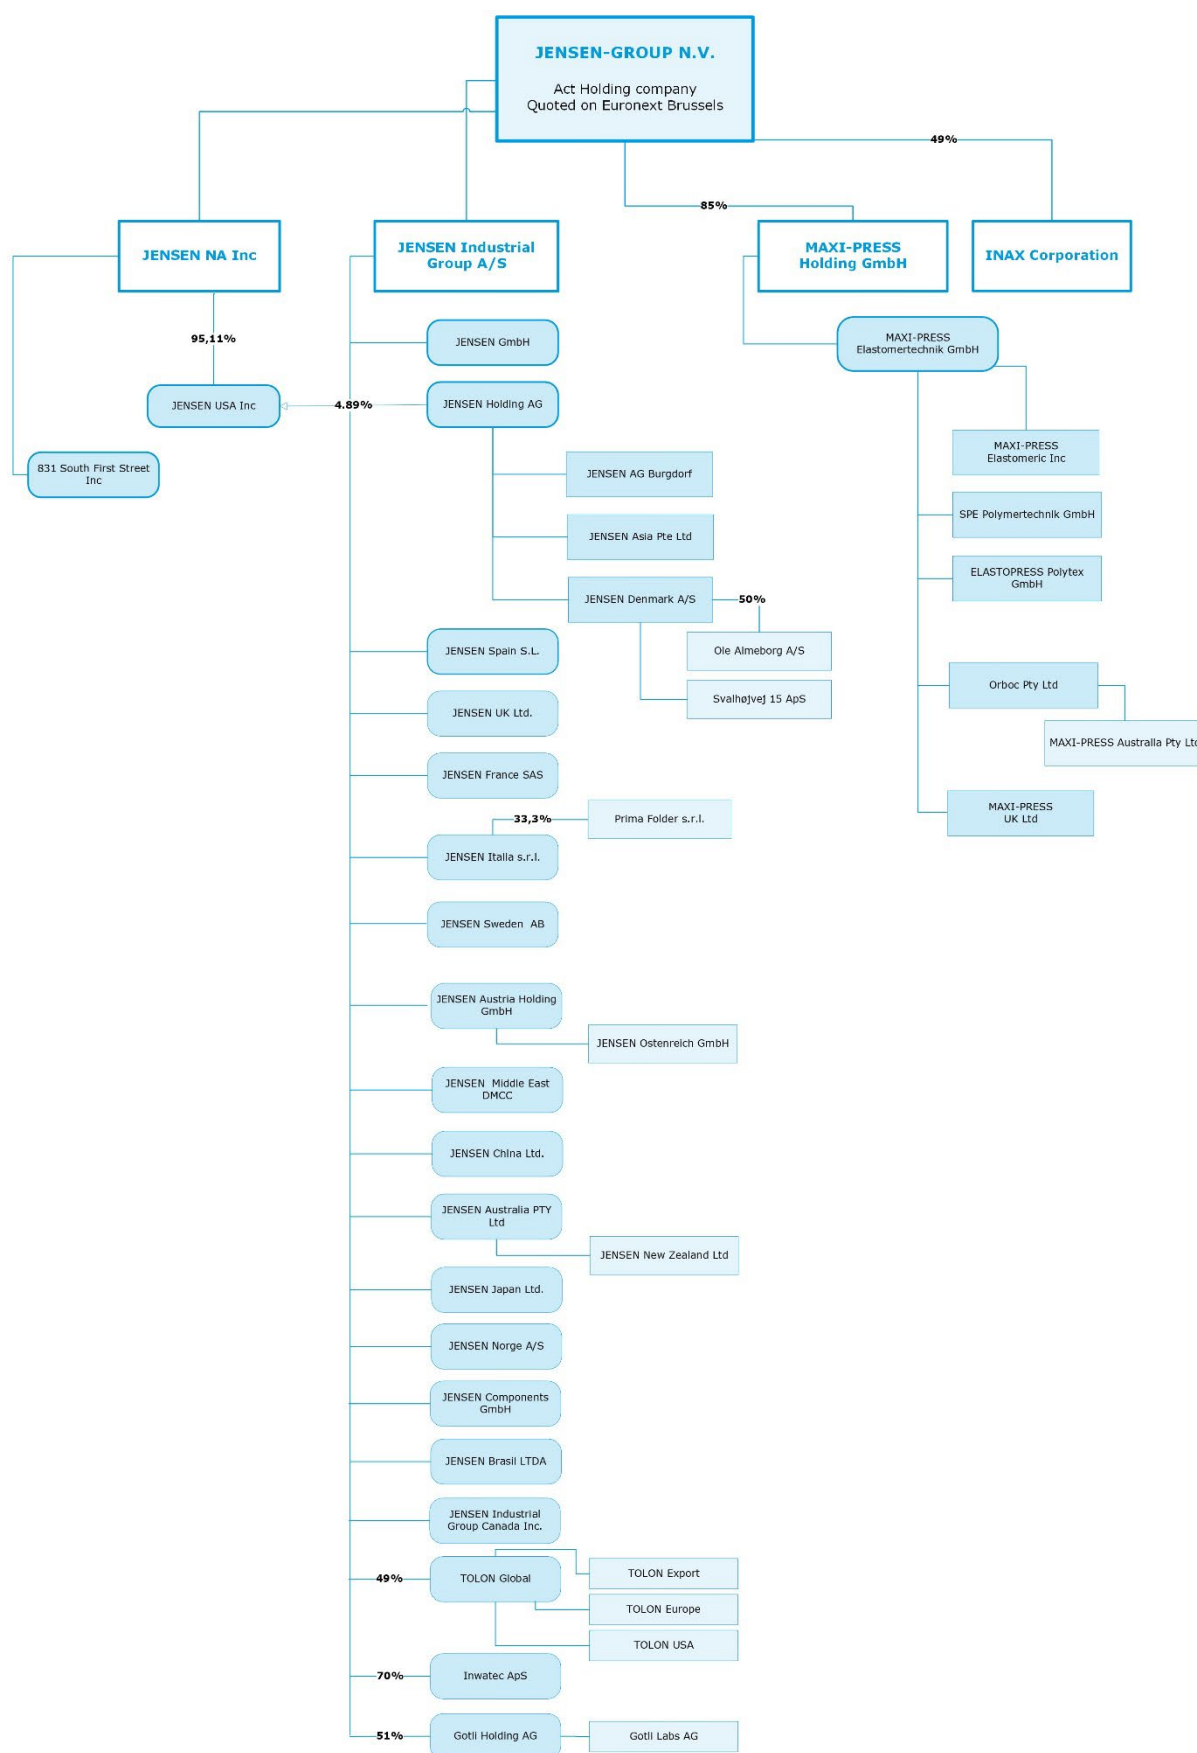 JENSEN-GROUP N.V.
Act Holding company
Quoted on Euronext Brussels
49%
85%
JENSEN NA Inc
JENSEN Industrial
Group A/S
MAXI-PRESS
Holding GmbH
INAX Corporation
95,11%
JENSEN GmbH
MAXI-PRESS
Elastomertechnik GmbH
JENSEN USA Inc
4.89%
JENSEN Holding AG
831 South First Street
Inc
JENSEN AG Burgdorf
MAXI-PRESS
Elastomeric Inc
JENSEN Asia Pte Ltd
SPE Polymertechnik GmbH
JENSEN Denmark A/S
50%
ELASTOPRESS Polytex
GmbH
JENSEN Spain S.L.
Ole Almeborg A/S
Svalhøjvej 15 ApS
Orboc Pty Ltd
JENSEN UK Ltd.
MAXI-PRESS Australia Pty Ltd
JENSEN France SAS
33,3%
Prima Folder s.r.l.
MAXI-PRESS
UK Ltd
JENSEN Italia s.r.l.
JENSEN Sweden AB
JENSEN Austria Holding
GmbH
JENSEN Ostenreich GmbH
JENSEN Middle East
DMCC
JENSEN China Ltd.
JENSEN Australia PTY
Ltd
JENSEN New Zealand Ltd
JENSEN Japan Ltd.
JENSEN Norge A/S
JENSEN Components
GmbH
JENSEN Brasil LTDA
JENSEN Industrial
Group Canada Inc.
49%
TOLON Global
TOLON Export
TOLON Europe
TOLON USA
70%
Inwatec ApS
51%
Gotli Holding AG
Gotli Labs AG